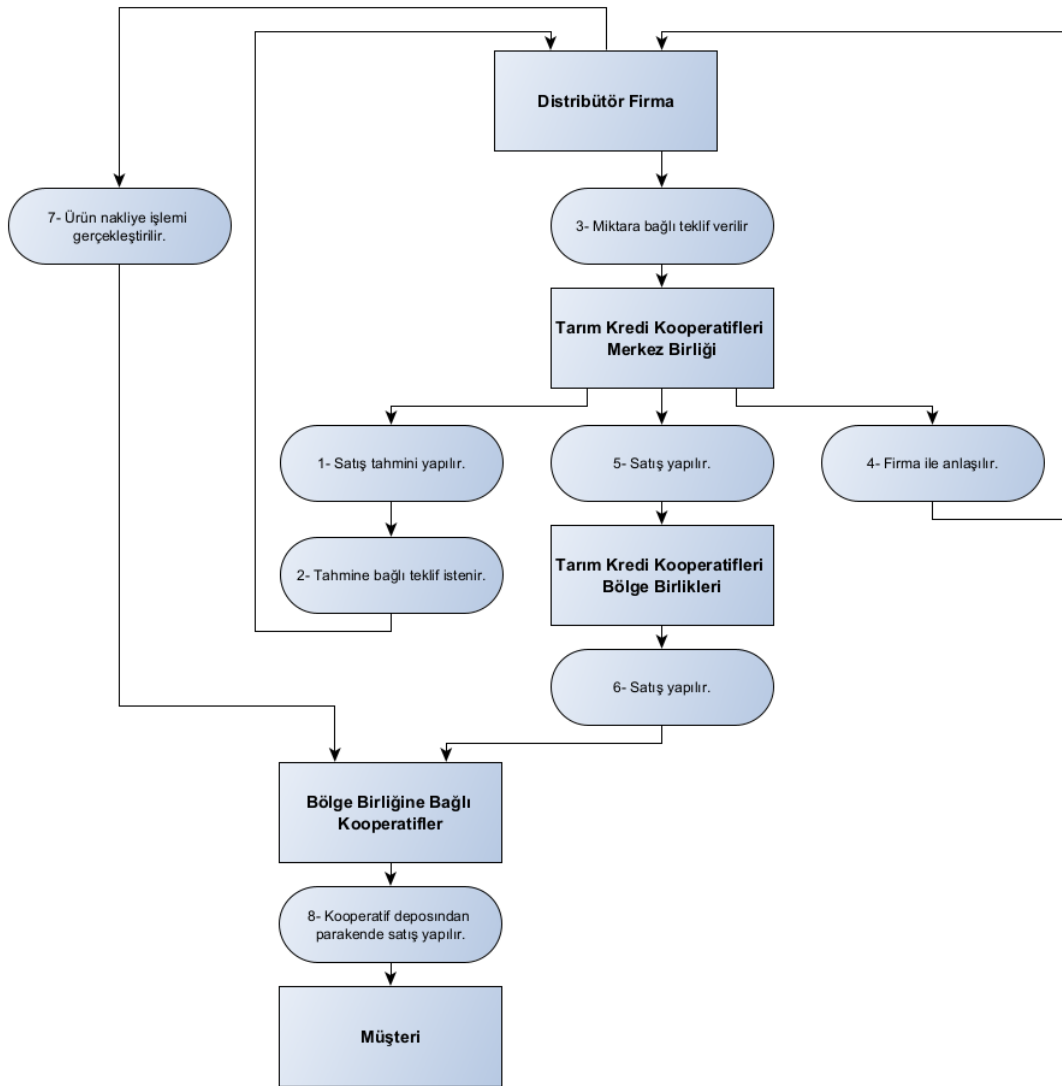 Distribütör Firma
7- Ürün nakliye işlemi
gerçekleştirilir.
3- Miktara bağlı teklif verilir
Tarım Kredi Kooperatifleri
Merkez Birliği
1- Satış tahmini yapılır.
5- Satış yapılır.
4- Firma ile anlaşılır.
2- Tahmine bağlı teklif istenir.
Tarım Kredi Kooperatifleri
Bölge Birlikleri
6- Satış yapılır.
Bölge Birliğine Bağlı
Kooperatifler
8- Kooperatif deposından
parakende satış yapılır.
Müşteri